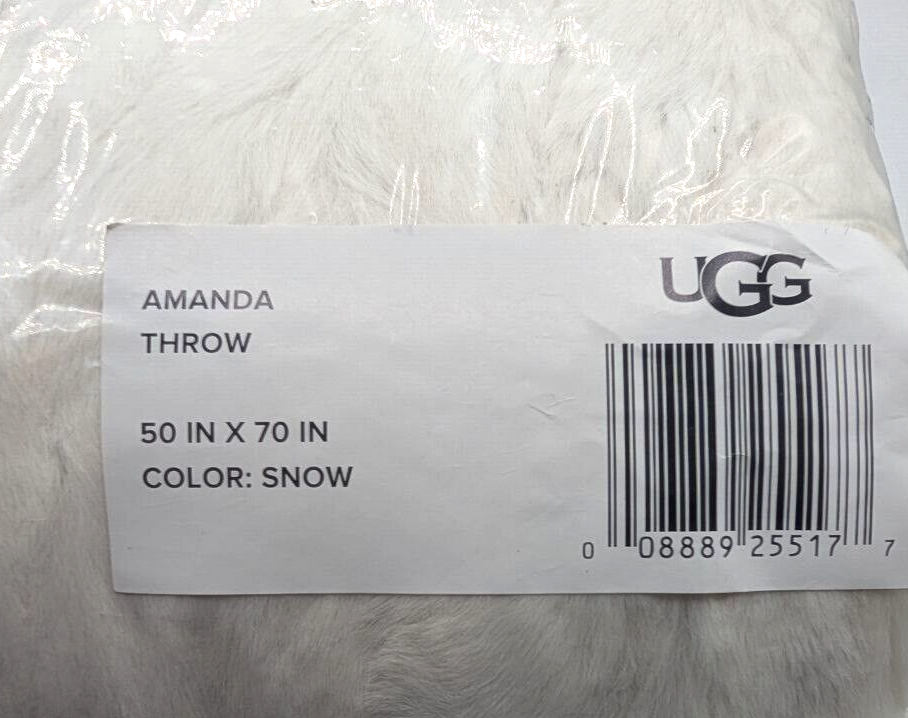 AMANDA
THROW
50 IN X 70 IN
COLOR: SNOW
UGG
0 08889 25517 7